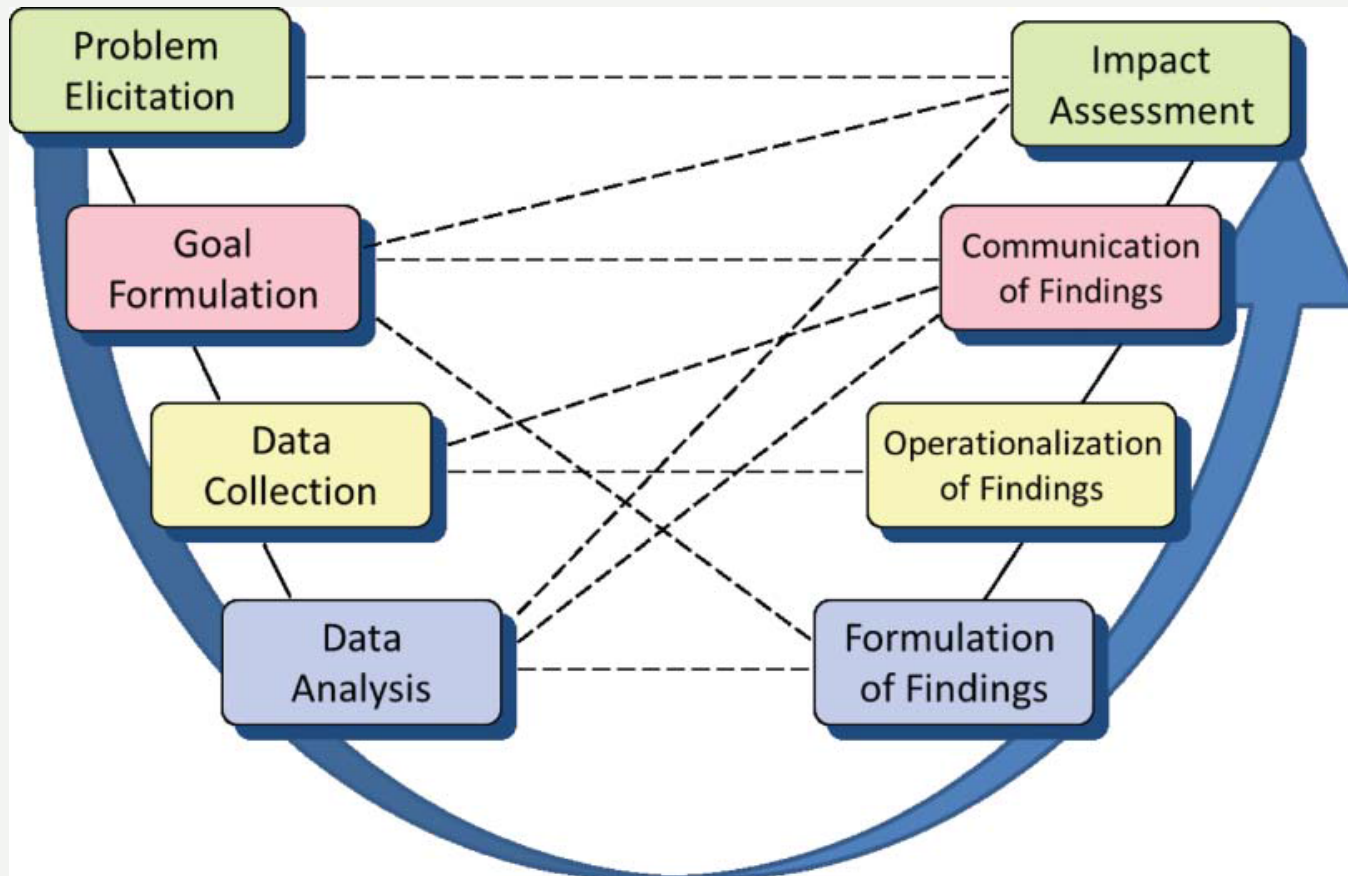 Problem
Elicitation
Goal
Formulation
Data
Collection
Data
Analysis
Impact
Assessment
Communication
of Findings
Operationalization
of Findings
Formulation
of Findings